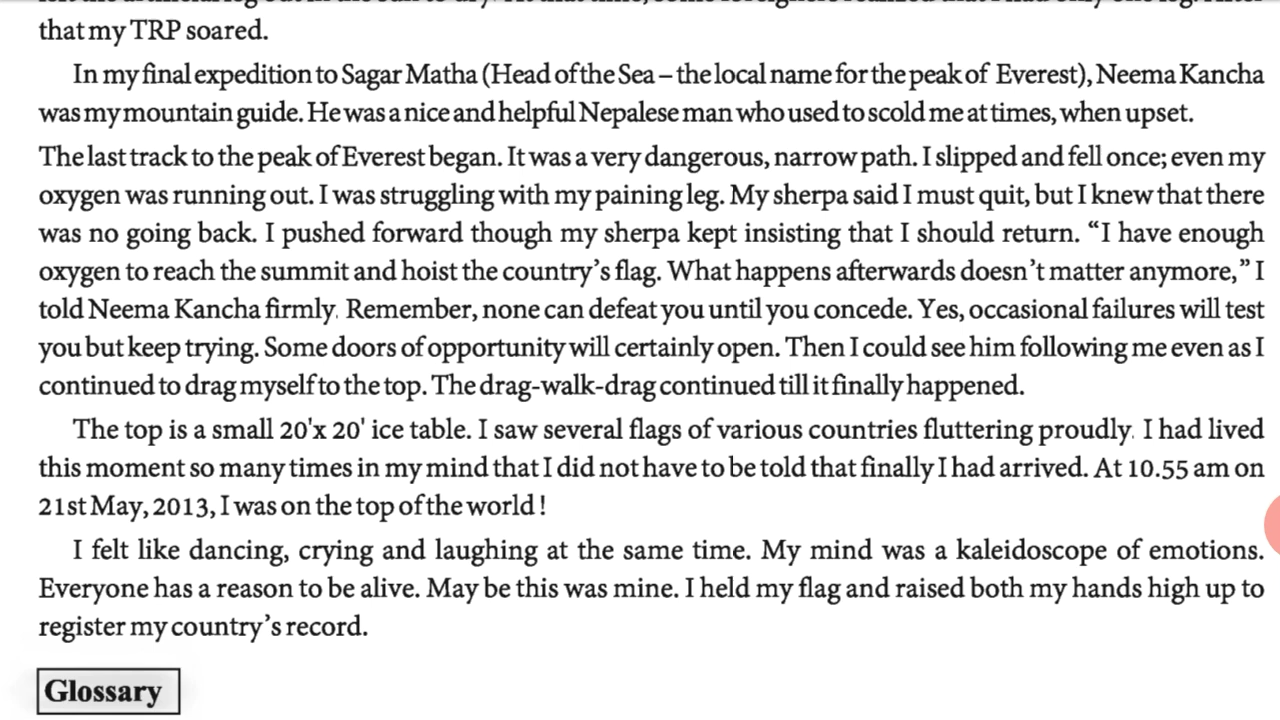 that my TRP soared.
In my final expedition to Sagar Matha (Head of the Sea – the local name for the peak of Everest), Neema Kancha
was my mountain guide. He was a nice and helpful Nepalese man who used to scold me at times, when upset.
The last track to the peak of Everest began. It was a very dangerous, narrow path. I slipped and fell once; even my
oxygen was running out. I was struggling with my paining leg. My sherpa said I must quit, but I knew that there
was no going back. I pushed forward though my sherpa kept insisting that I should return. “I have enough
oxygen to reach the summit and hoist the country’s flag. What happens afterwards doesn’t matter anymore,” I
told Neema Kancha firmly. Remember, none can defeat you until you concede. Yes, occasional failures will test
you but keep trying. Some doors of opportunity will certainly open. Then I could see him following me even as I
continued to drag myself to the top. The drag-walk-drag continued till it finally happened.
The top is a small 20'x 20' ice table. I saw several flags of various countries fluttering proudly. I had lived
this moment so many times in my mind that I did not have to be told that finally I had arrived. At 10.55 am on
21st May, 2013, I was on the top of the world !
I felt like dancing, crying and laughing at the same time. My mind was a kaleidoscope of emotions.
Everyone has a reason to be alive. May be this was mine. I held my flag and raised both my hands high up to
register my country’s record.
Glossary